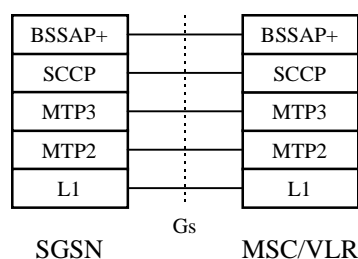 BSSAP+ BSSAP+
SCCP SCCP
MTP3 MTP3
MTP2 MTP2
L1 L1
Gs
SGSN MSC/VLR